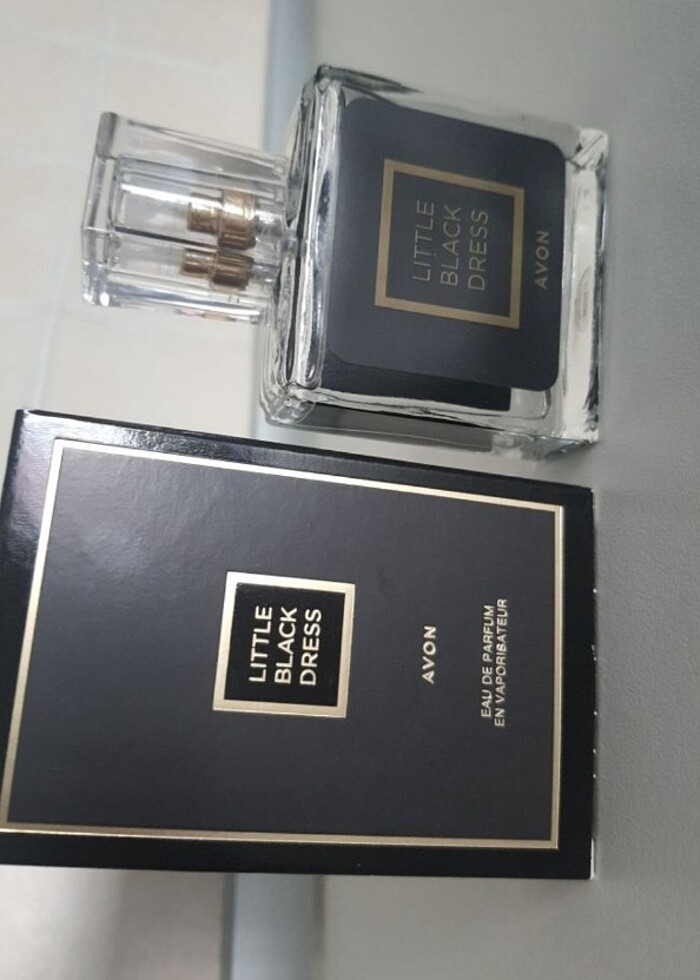 LITTLE
BLACK
DRESS
AVON
LITTLE
BLACK
DRESS
AVON
EAU DE PARFUM
EN VAPORISATEUR